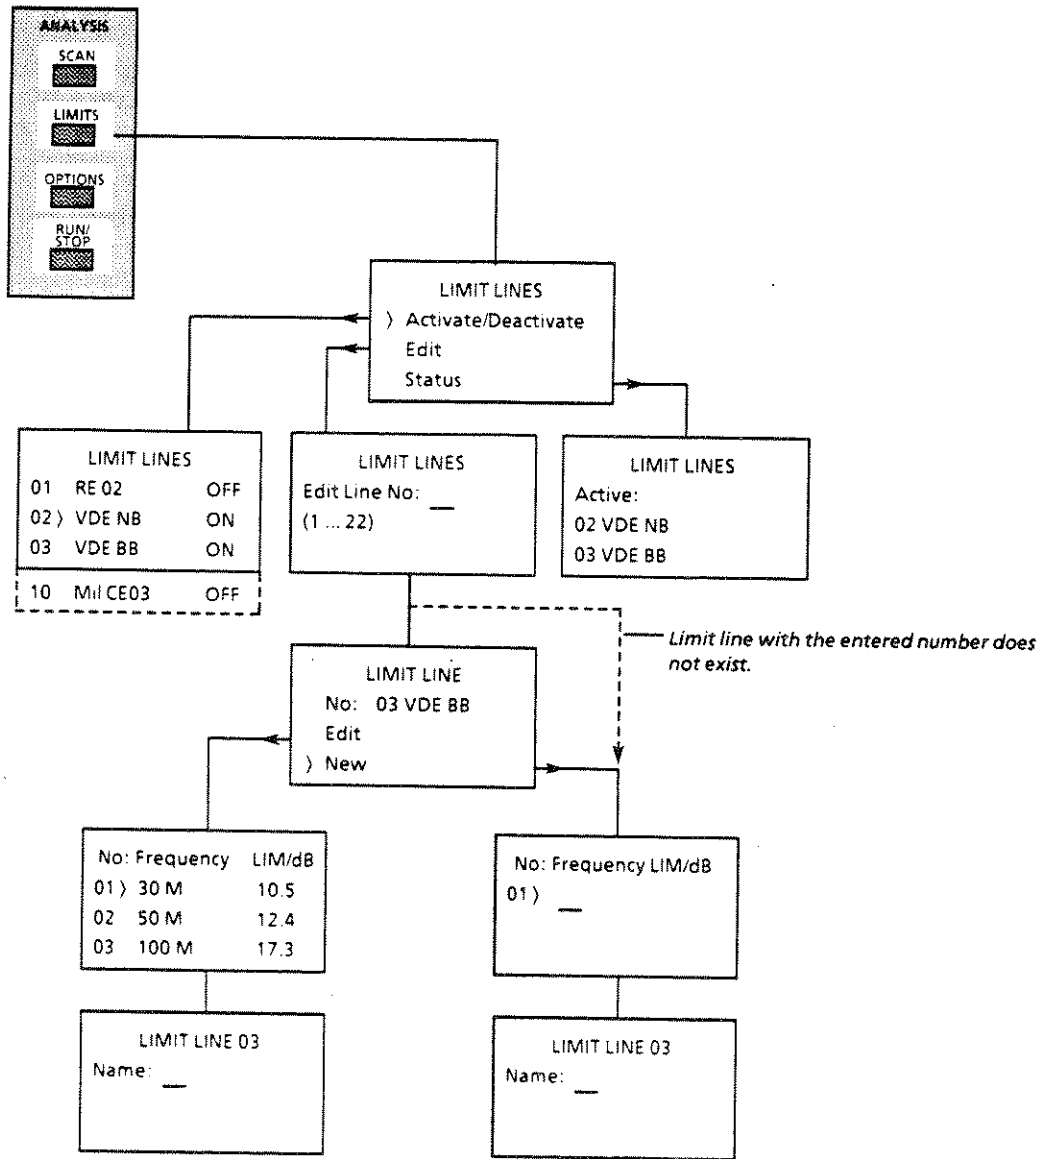 ANALYSIS
SCAN
LIMITS
OPTIONS
RUN/
STOP
LIMIT LINES
⟩ Activate/Deactivate
Edit
Status
LIMIT LINES
01 RE 02 OFF
02 ⟩ VDE NB ON
03 VDE BB ON
10 Mil CE03 OFF
LIMIT LINES
Edit Line No: __
(1 ... 22)
LIMIT LINES
Active:
02 VDE NB
03 VDE BB
Limit line with the entered number does
not exist.
LIMIT LINE
No: 03 VDE BB
Edit
⟩ New
No: Frequency LIM/dB
01 ⟩ 30 M 10.5
02 50 M 12.4
03 100 M 17.3
No: Frequency LIM/dB
01 ⟩ __
LIMIT LINE 03
Name: __
LIMIT LINE 03
Name: __